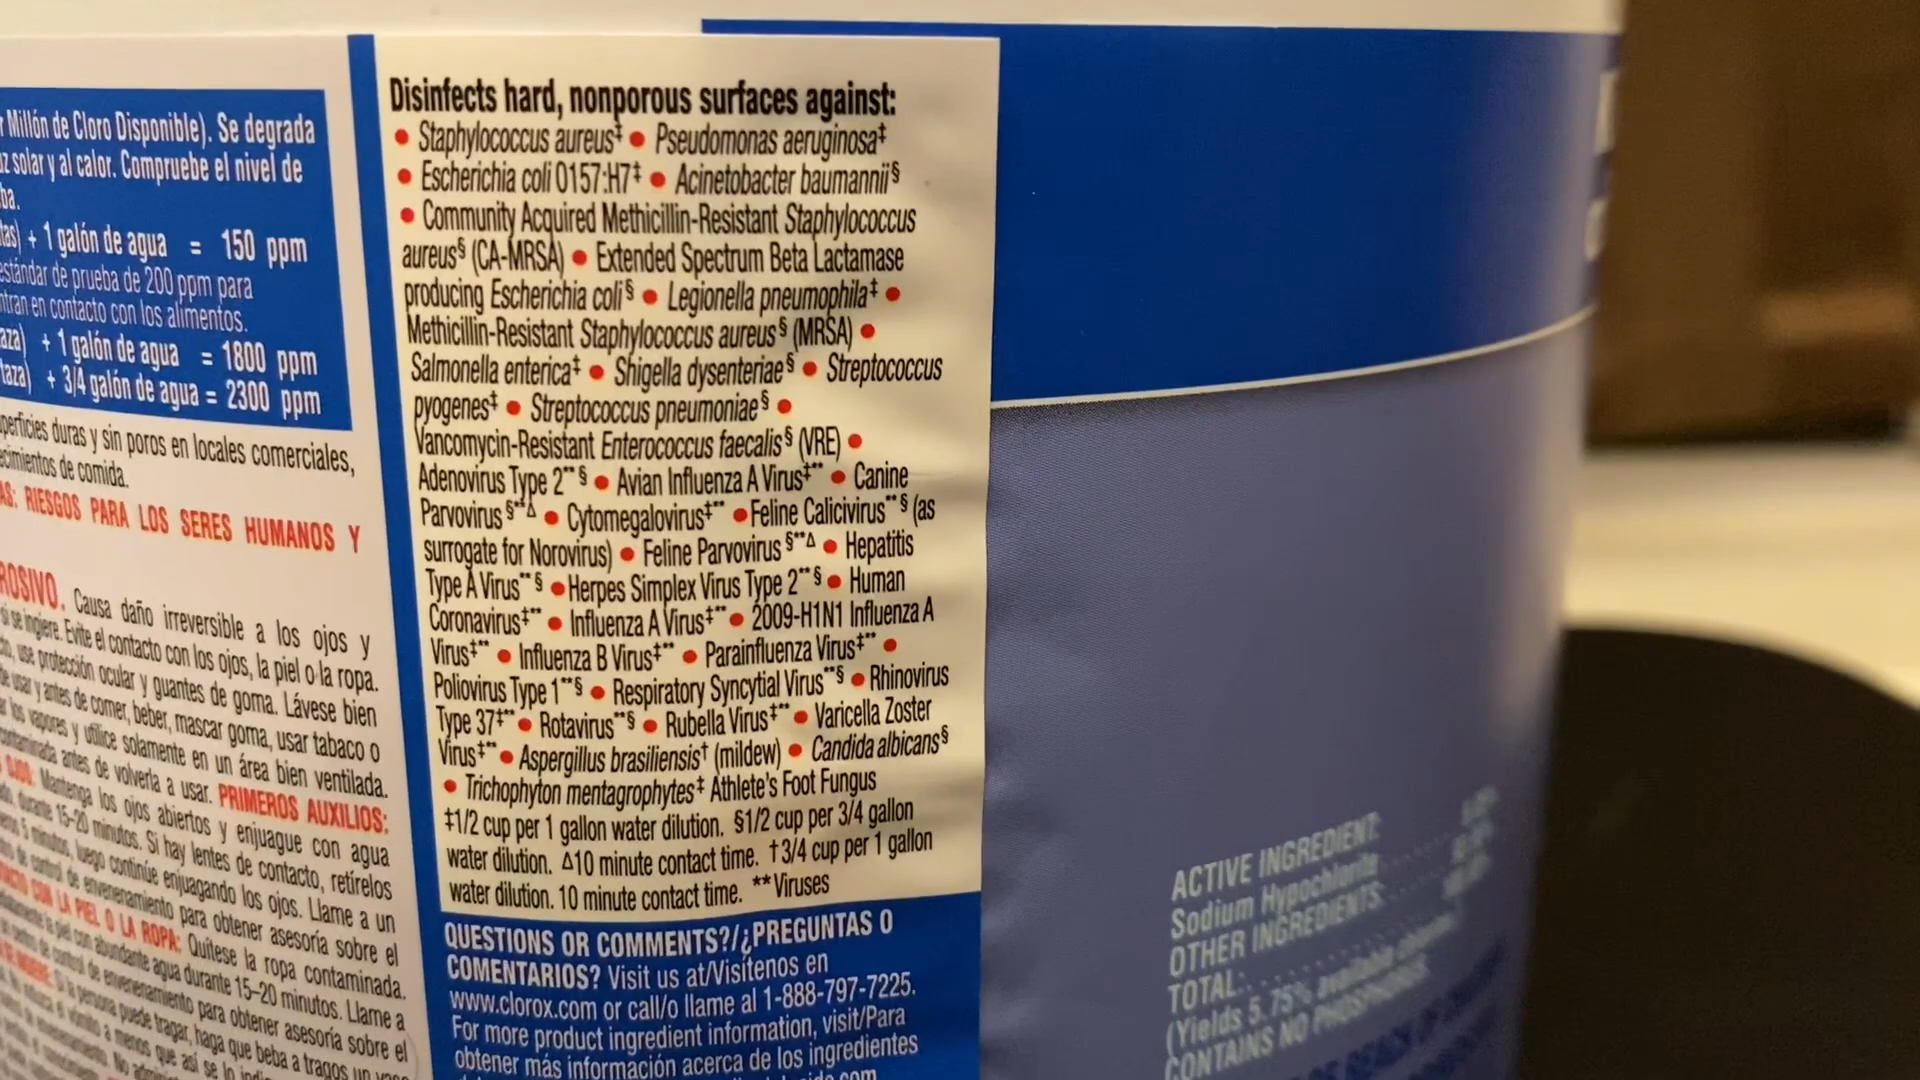 r Millón de Cloro Disponible). Se degrada
uz solar y al calor. Compruebe el nivel de
ba.
tas) + 1 galón de agua = 150 ppm
estándar de prueba de 200 ppm para
ntran en contacto con los alimentos.
aza) + 1 galón de agua = 1800 ppm
taza) + 3/4 galón de agua = 2300 ppm
perficies duras y sin poros en locales comerciales,
ecimientos de comida.
AS: RIESGOS PARA LOS SERES HUMANOS Y
ROSIVO. Causa daño irreversible a los ojos y
si se ingiere. Evite el contacto con los ojos, la piel o la ropa.
use protección ocular y guantes de goma. Lávese bien
de usar y antes de comer, beber, mascar goma, usar tabaco o
los vapores y utilice solamente en un área bien ventilada.
contaminada antes de volverla a usar. PRIMEROS AUXILIOS:
OJOS: Mantenga los ojos abiertos y enjuague con agua
durante 15-20 minutos. Si hay lentes de contacto, retírelos
5 minutos, luego continúe enjuagando los ojos. Llame a un
de control de envenenamiento para obtener asesoría sobre el
CON LA PIEL O LA ROPA: Quítese la ropa contaminada.
la piel con abundante agua durante 15-20 minutos. Llame a
de control de envenenamiento para obtener asesoría sobre el
Si la persona puede tragar, haga que beba a tragos un vaso
Disinfects hard, nonporous surfaces against:
• Staphylococcus aureus‡ • Pseudomonas aeruginosa‡
• Escherichia coli O157:H7‡ • Acinetobacter baumannii§
• Community Acquired Methicillin-Resistant Staphylococcus
aureus§ (CA-MRSA) • Extended Spectrum Beta Lactamase
producing Escherichia coli§ • Legionella pneumophila‡ •
Methicillin-Resistant Staphylococcus aureus§ (MRSA) •
Salmonella enterica‡ • Shigella dysenteriae§ • Streptococcus
pyogenes‡ • Streptococcus pneumoniae§ •
Vancomycin-Resistant Enterococcus faecalis§ (VRE) •
Adenovirus Type 2**§ • Avian Influenza A Virus‡** • Canine
Parvovirus§**Δ • Cytomegalovirus‡** • Feline Calicivirus**§ (as
surrogate for Norovirus) • Feline Parvovirus§**Δ • Hepatitis
Type A Virus**§ • Herpes Simplex Virus Type 2**§ • Human
Coronavirus‡** • Influenza A Virus‡** • 2009-H1N1 Influenza A
Virus‡** • Influenza B Virus‡** • Parainfluenza Virus‡** •
Poliovirus Type 1**§ • Respiratory Syncytial Virus**§ • Rhinovirus
Type 37‡** • Rotavirus**§ • Rubella Virus‡** • Varicella Zoster
Virus‡** • Aspergillus brasiliensis† (mildew) • Candida albicans§
• Trichophyton mentagrophytes‡ Athlete's Foot Fungus
‡1/2 cup per 1 gallon water dilution. §1/2 cup per 3/4 gallon
water dilution. Δ10 minute contact time. †3/4 cup per 1 gallon
water dilution. 10 minute contact time. **Viruses
QUESTIONS OR COMMENTS?/¿PREGUNTAS O
COMENTARIOS? Visit us at/Visítenos en
www.clorox.com or call/o llame al 1-888-797-7225.
For more product ingredient information, visit/Para
obtener más información acerca de los ingredientes
ACTIVE INGREDIENT:
Sodium Hypochlorite
OTHER INGREDIENTS:
TOTAL:
(Yields 5.75% available chlorine)
CONTAINS NO PHOSPHORUS